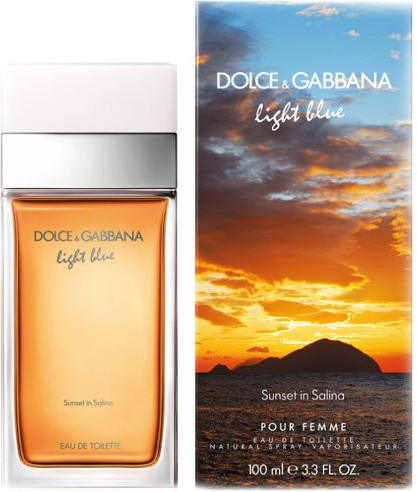 DOLCE & GABBANA
light blue
Sunset in Salina
EAU DE TOILETTE
DOLCE & GABBANA
light blue
Sunset in Salina
POUR FEMME
EAU DE TOILETTE
NATURAL SPRAY VAPORISATEUR
100 ml ℮ 3.3 FL.OZ.